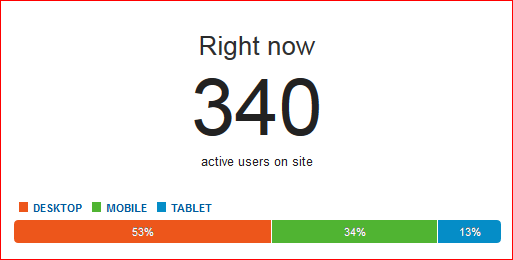 Right now
340
active users on site
DESKTOP MOBILE TABLET
53% 34% 13%